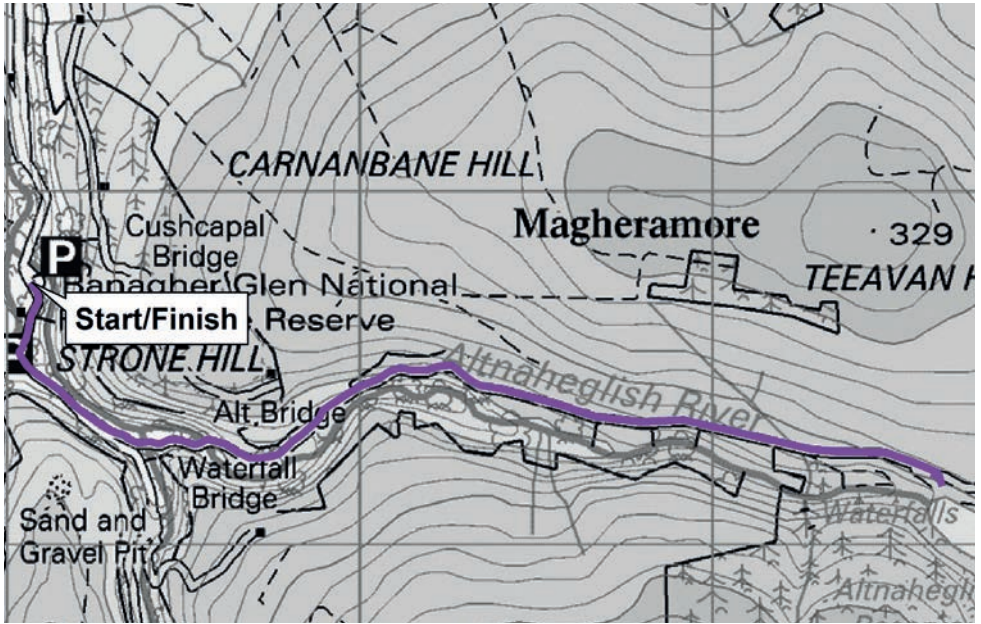 CARNANBANE HILL
Magheramore
329
Cushcapal
Bridge
P
TEEAVAN H
Banagher Glen National
Start/Finish
Reserve
STRONE HILL
Altnaheglish River
Alt Bridge
Waterfall
Bridge
Waterfalls
Sand and
Gravel Pit
Altnahegli